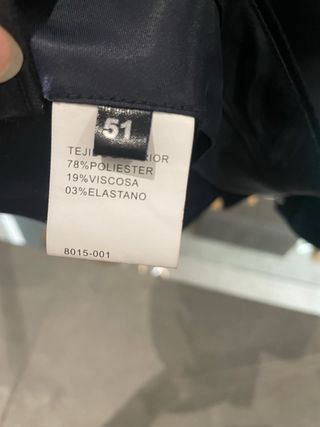 51
78%POLIESTER
19%VISCOSA
03%ELASTANO
8015-001